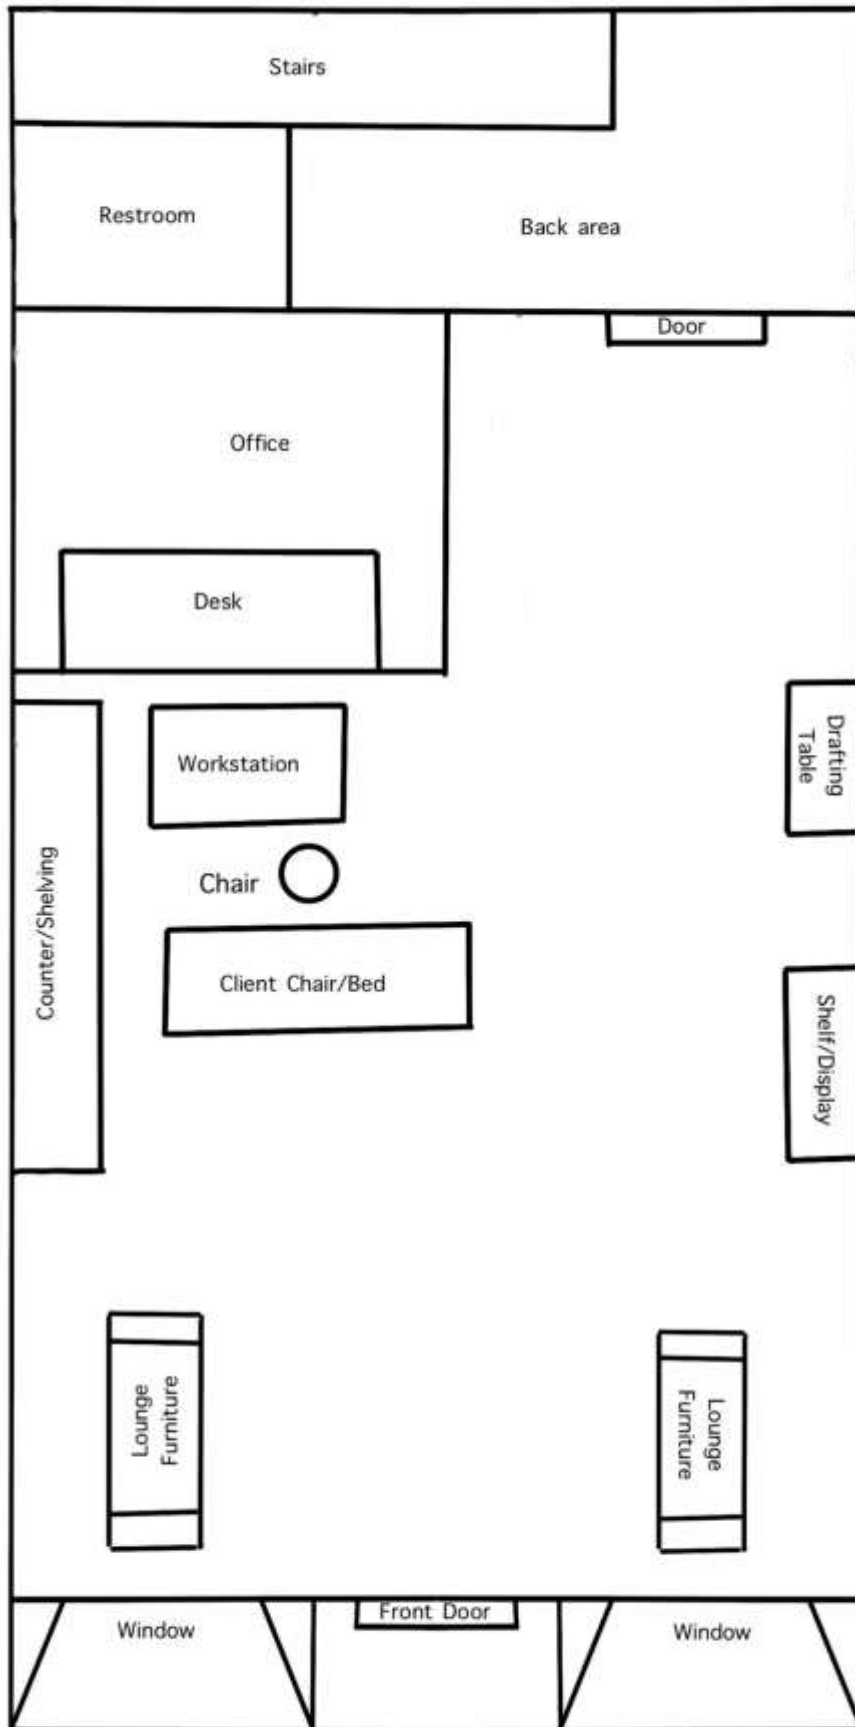 Stairs
Restroom
Back area
Door
Office
Desk
Workstation
Drafting
Table
Chair
Counter/Shelving
Client Chair/Bed
Shelf/Display
Lounge
Furniture
Lounge
Furniture
Front Door
Window
Window